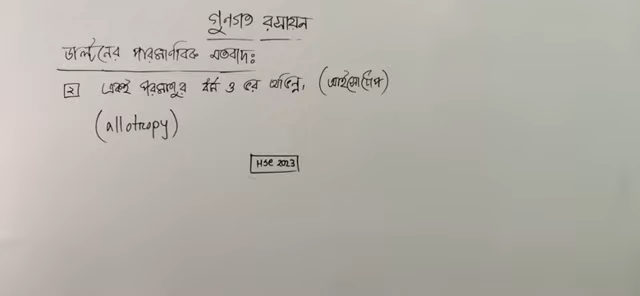 গুনগত রসায়ন
ডাল্টনের পারমাণবিক মতবাদঃ
২ একই পরমাণুর ধর্ম ও ভর অভিন্ন, (আইসোটোপ)
(allotropy)
HSC 2023